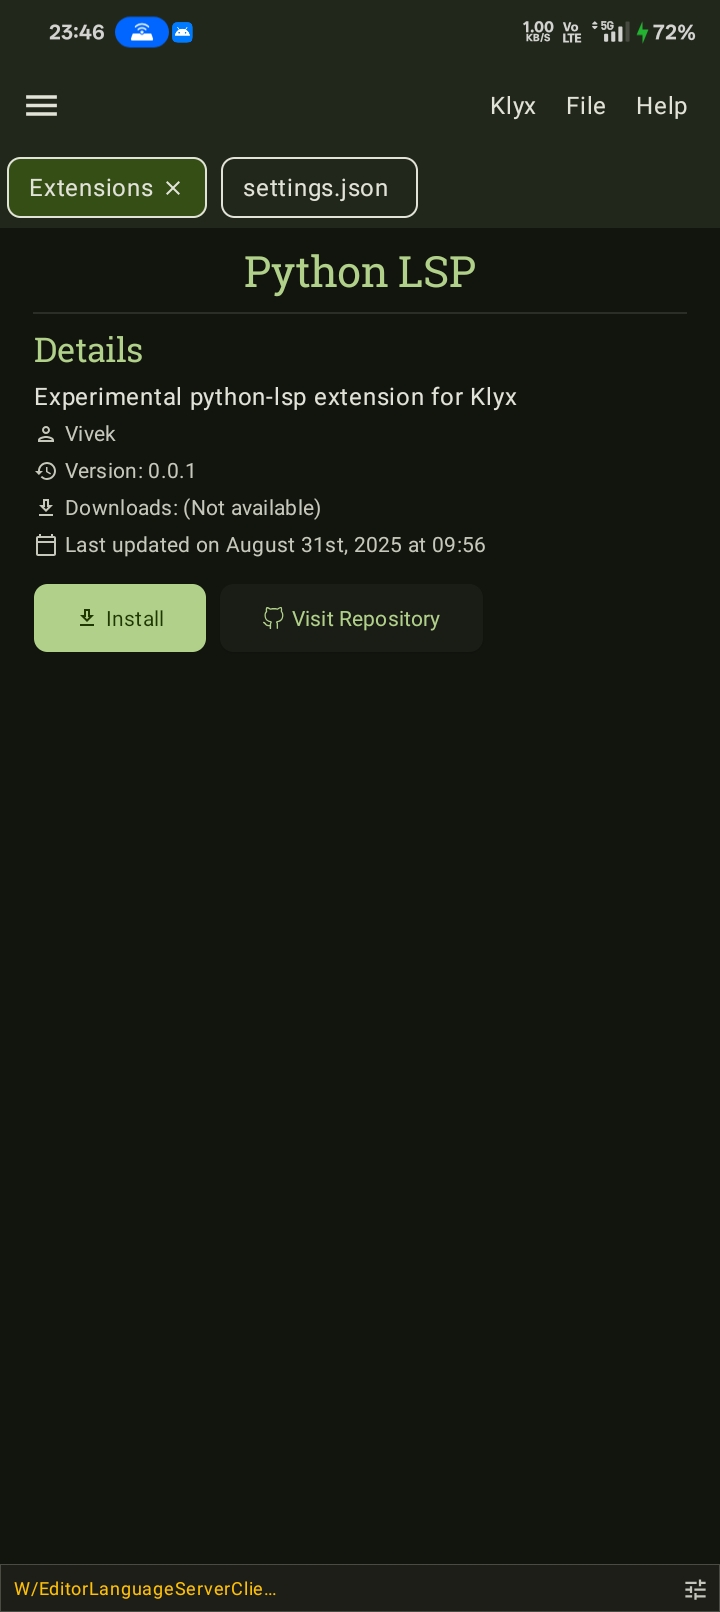 23:46 1.00 KB/S Vo LTE 5G 72%
Klyx File Help
Extensions settings.json
Python LSP
Details
Experimental python-lsp extension for Klyx
Vivek
Version: 0.0.1
Downloads: (Not available)
Last updated on August 31st, 2025 at 09:56
Install Visit Repository
W/EditorLanguageServerClie...